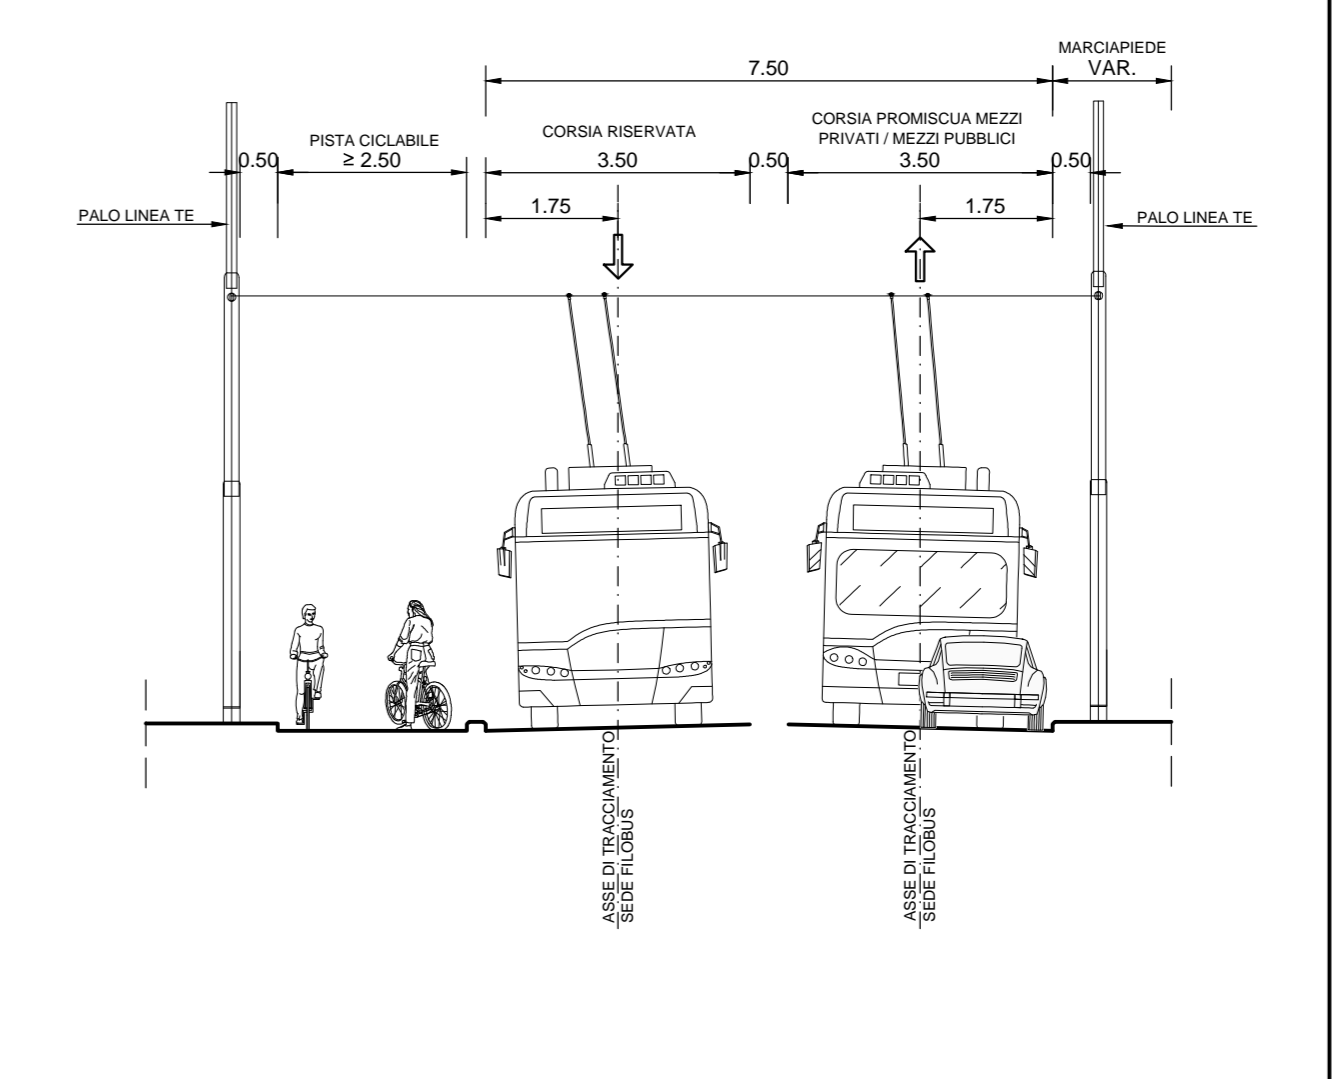 MARCIAPIEDE
7.50
VAR.
CORSIA PROMISCUA MEZZI
PRIVATI / MEZZI PUBBLICI
CORSIA RISERVATA
PISTA CICLABILE
0.50
≥ 2.50
3.50
0.50
3.50
0.50
1.75
1.75
PALO LINEA TE
PALO LINEA TE
ASSE DI TRACCIAMENTO
SEDE FILOBUS
ASSE DI TRACCIAMENTO
SEDE FILOBUS